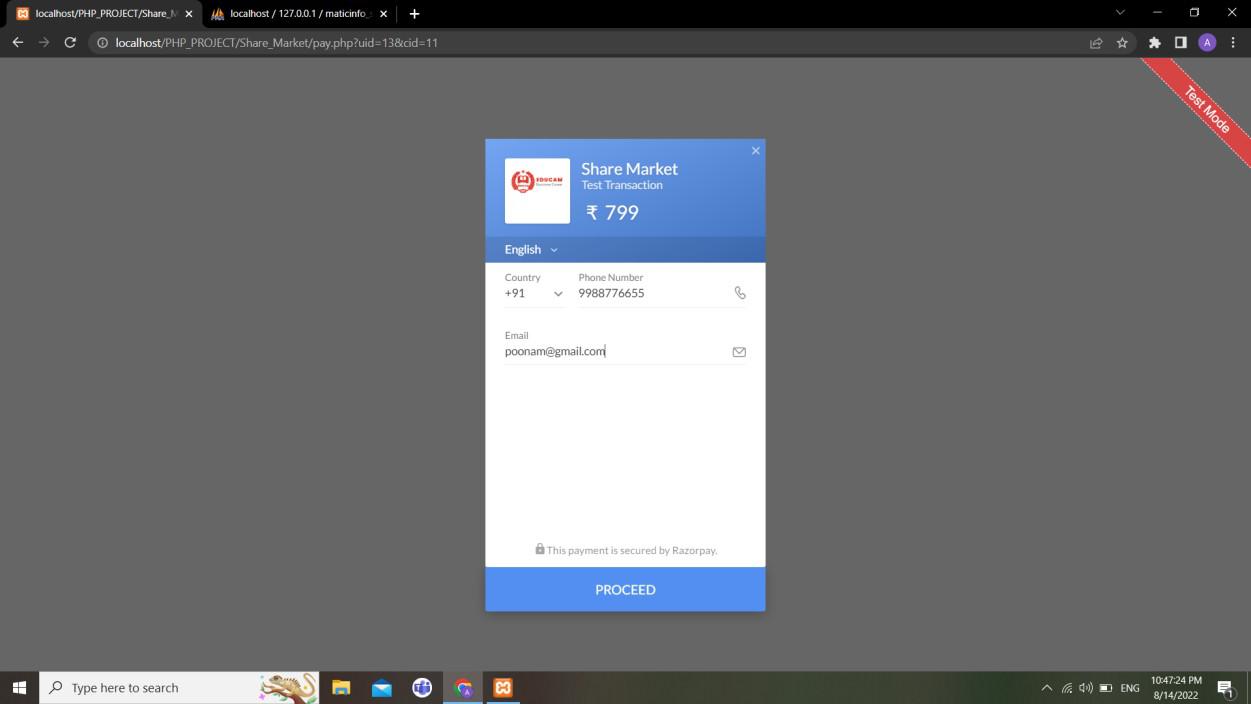 localhost/PHP_PROJECT/Share_M
localhost / 127.0.0.1 / maticinfo_
localhost/PHP_PROJECT/Share_Market/pay.php?uid=13&cid=11
A
Test Mode
EDUCAM
Share Market
Test Transaction
₹ 799
English
Country
Phone Number
+91
9988776655
Email
poonam@gmail.com
This payment is secured by Razorpay.
PROCEED
Type here to search
ENG
10:47:24 PM
8/14/2022
1